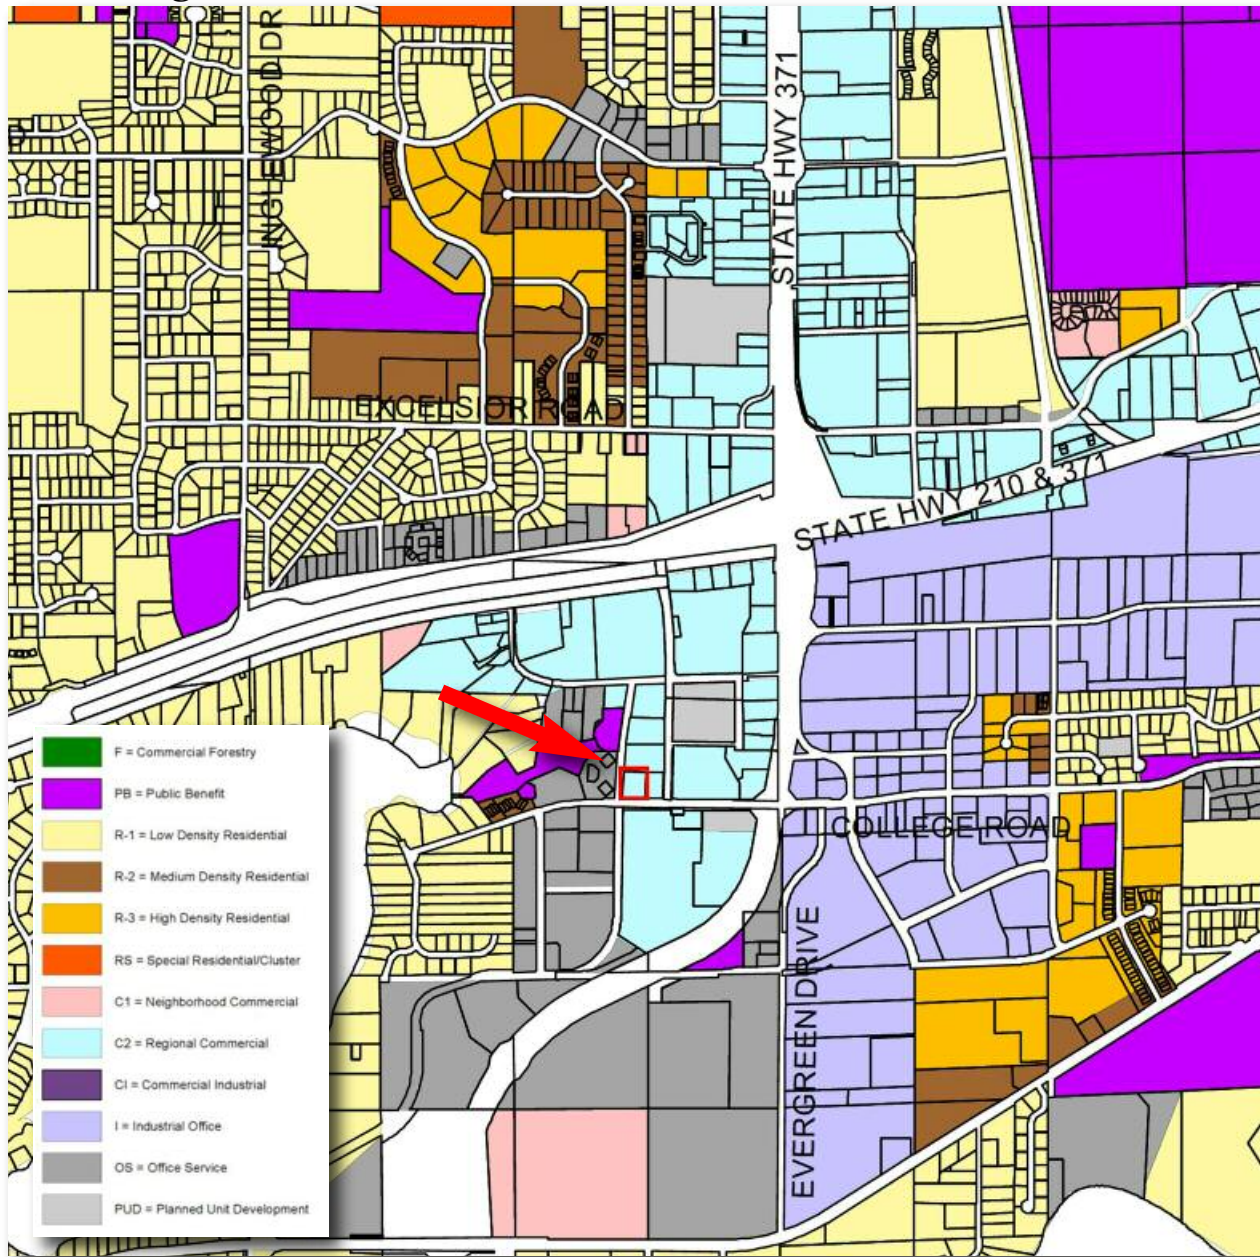 INGLEWOOD DR
STATE HWY 371
EXCELSIOR ROAD
STATE HWY 210 & 371
D
COLLEGE ROAD
EVERGREEN DRIVE
F = Commercial Forestry
PB = Public Benefit
R-1 = Low Density Residential
R-2 = Medium Density Residential
R-3 = High Density Residential
RS = Special Residential/Cluster
C1 = Neighborhood Commercial
C2 = Regional Commercial
CI = Commercial Industrial
I = Industrial Office
OS = Office Service
PUD = Planned Unit Development